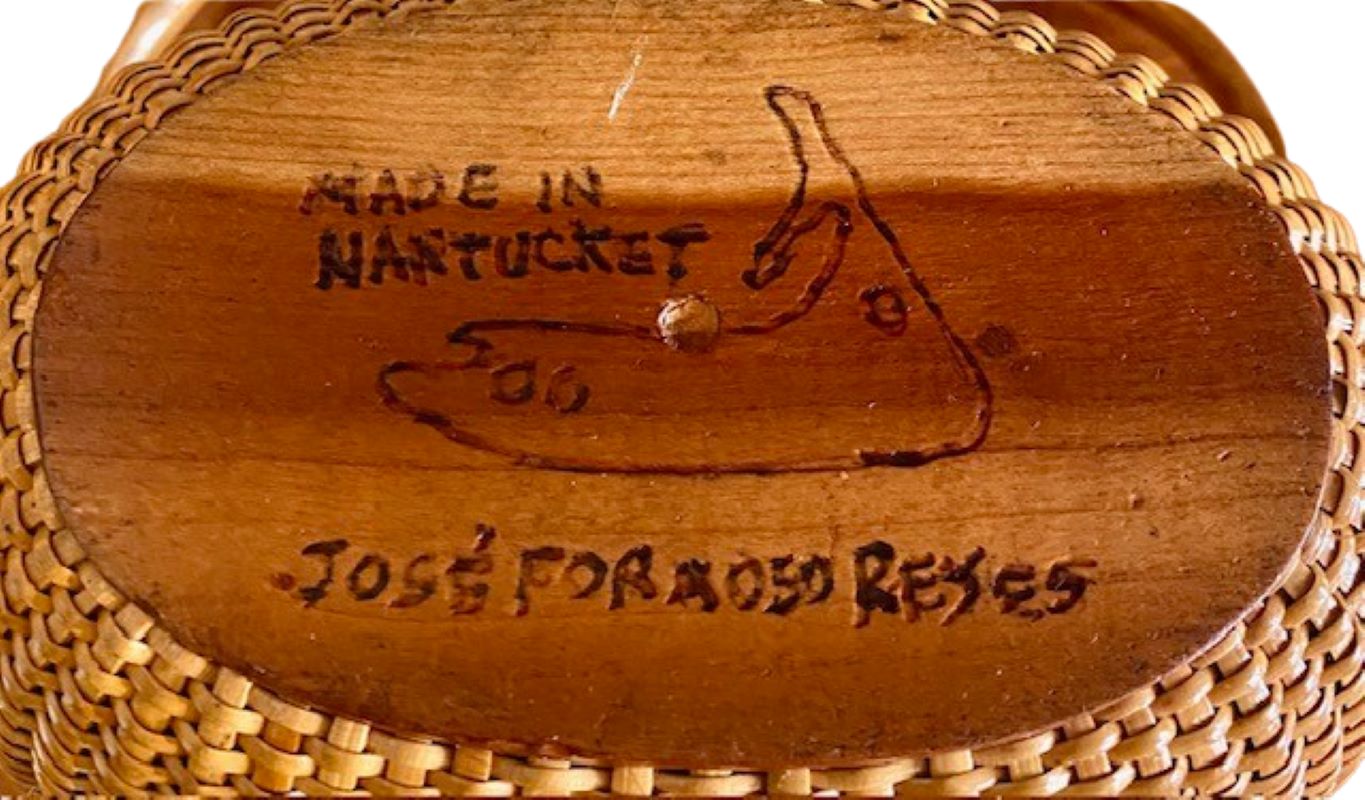 MADE IN
NANTUCKET
JOSÉ FORMOSO REYES